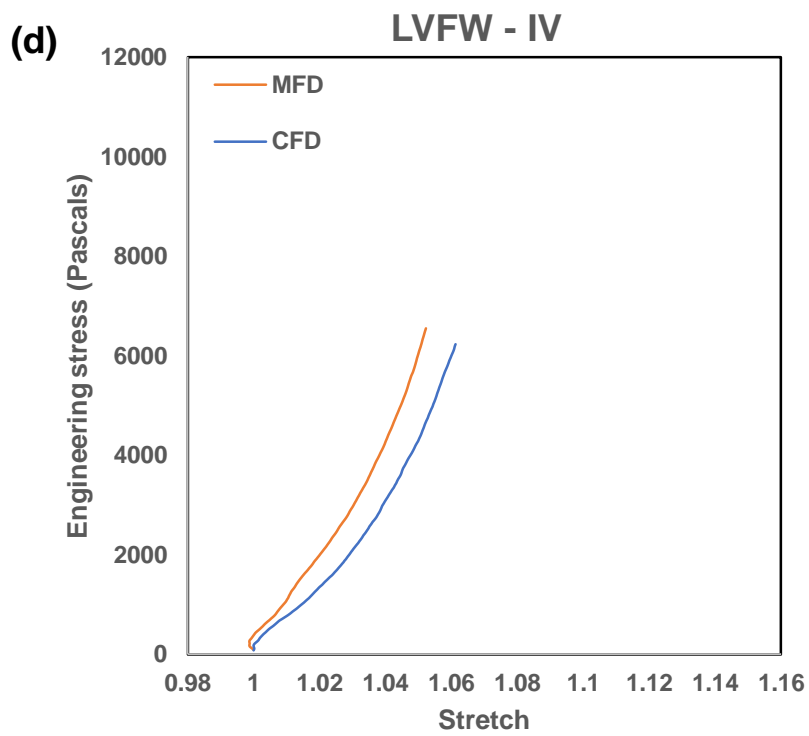 (d)
LVFW - IV
12000
10000
8000
6000
4000
2000
0
Engineering stress (Pascals)
MFD
CFD
0.98 1 1.02 1.04 1.06 1.08 1.1 1.12 1.14 1.16
Stretch